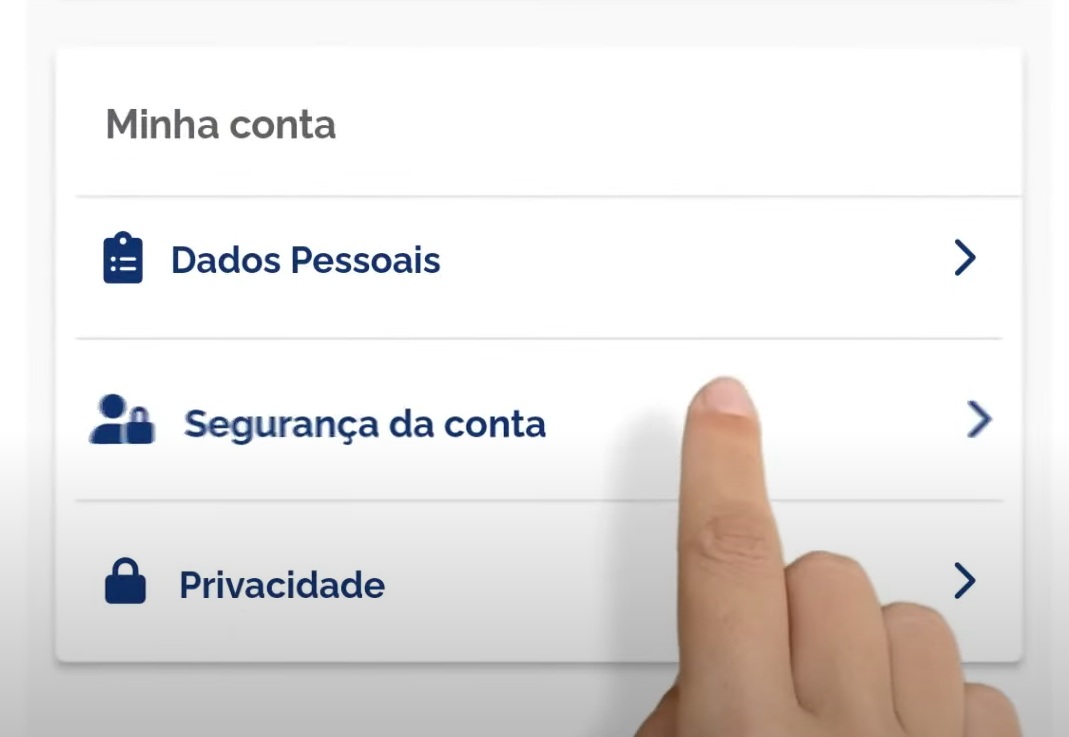 Minha conta
Dados Pessoais
Segurança da conta
Privacidade